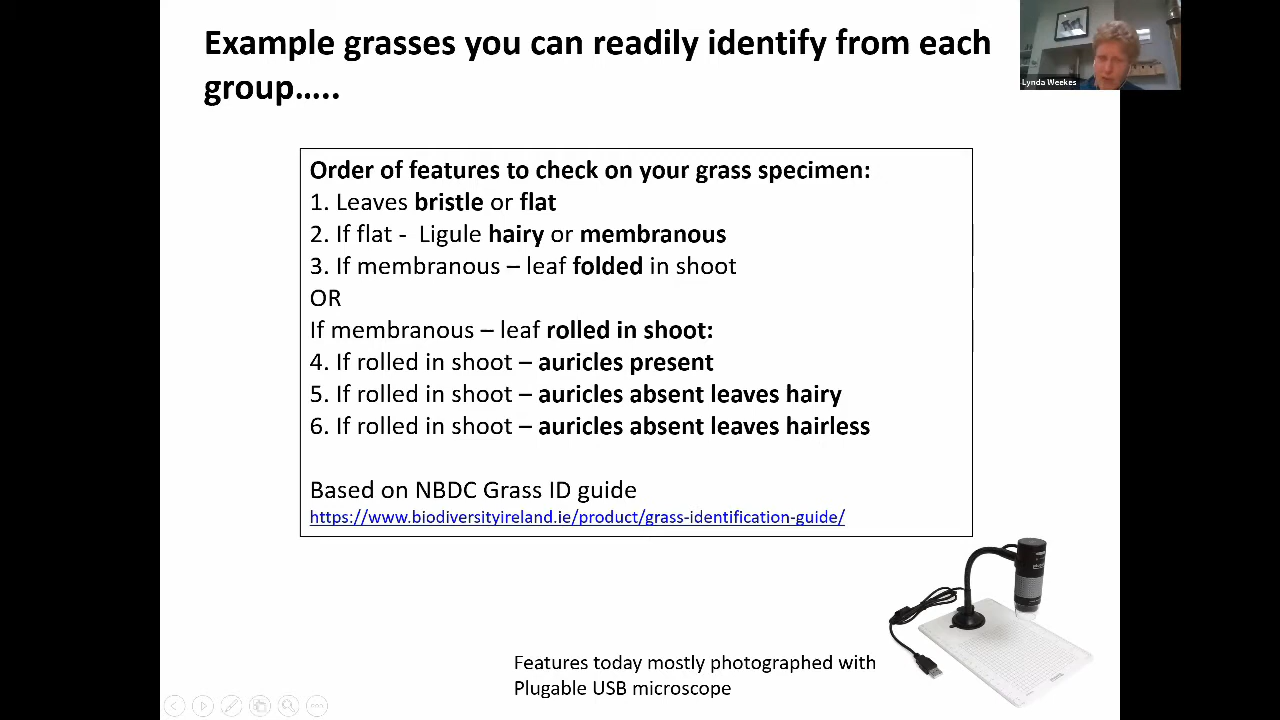 Example grasses you can readily identify from each
group…..
Lynda Weekes
Order of features to check on your grass specimen:
1. Leaves bristle or flat
2. If flat -  Ligule hairy or membranous
3. If membranous – leaf folded in shoot
OR
If membranous – leaf rolled in shoot:
4. If rolled in shoot – auricles present
5. If rolled in shoot – auricles absent leaves hairy
6. If rolled in shoot – auricles absent leaves hairless
Based on NBDC Grass ID guide
https://www.biodiversityireland.ie/product/grass-identification-guide/
Features today mostly photographed with
Plugable USB microscope